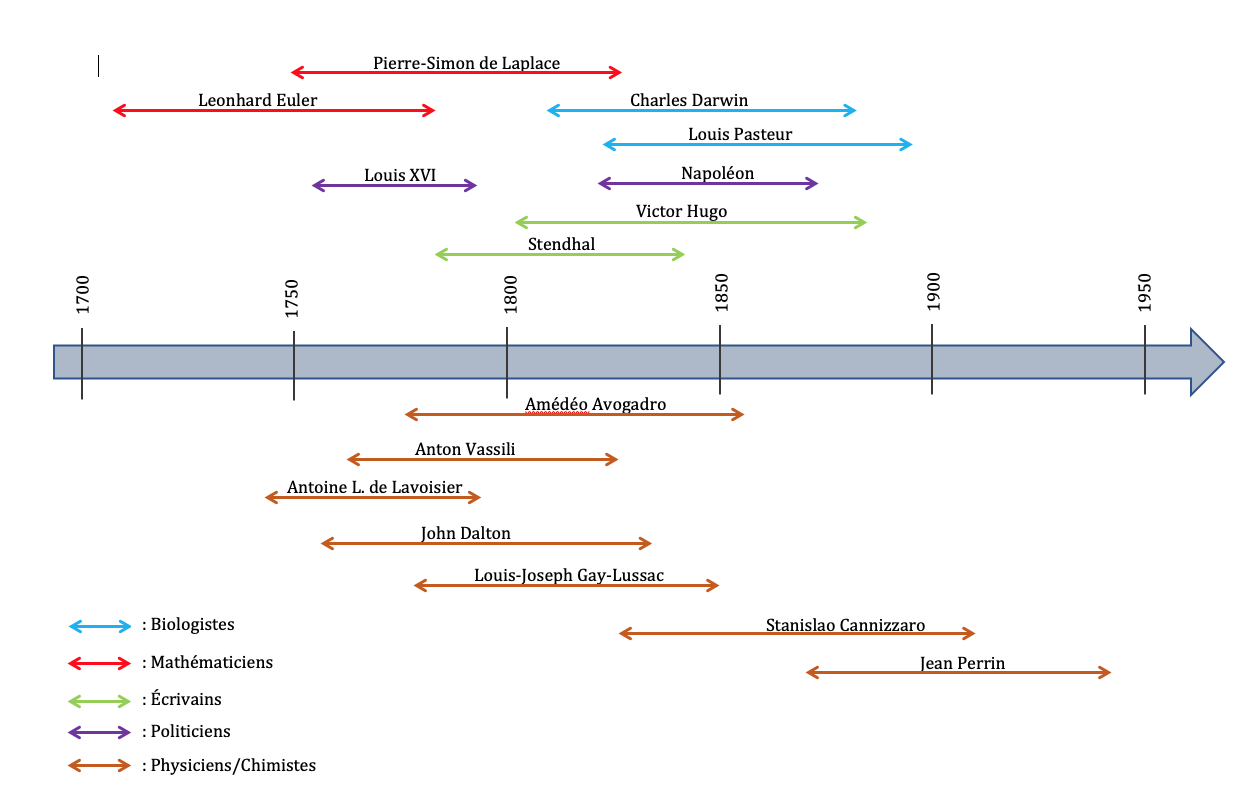 Pierre-Simon de Laplace
Leonhard Euler
Charles Darwin
Louis Pasteur
Louis XVI
Napoléon
Victor Hugo
Stendhal
1700
1750
1800
1850
1900
1950
Amédéo Avogadro
Anton Vassili
Antoine L. de Lavoisier
John Dalton
Louis-Joseph Gay-Lussac
Stanislao Cannizzaro
Jean Perrin
: Biologistes
: Mathématiciens
: Écrivains
: Politiciens
: Physiciens/Chimistes